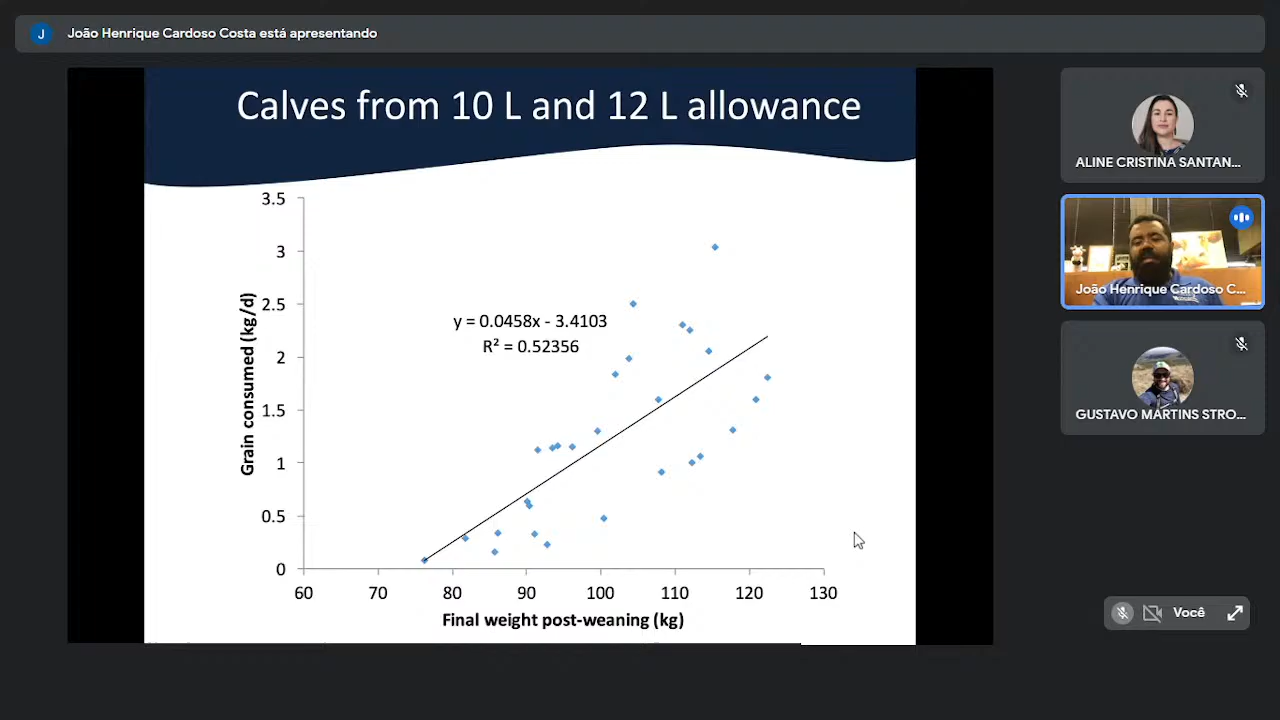 J
João Henrique Cardoso Costa está apresentando
Calves from 10 L and 12 L allowance
3.5
3
2.5
2
1.5
1
0.5
0
Grain consumed (kg/d)
y = 0.0458x - 3.4103
R² = 0.52356
60 70 80 90 100 110 120 130
Final weight post-weaning (kg)
ALINE CRISTINA SANTAN...
João Henrique Cardoso C...
GUSTAVO MARTINS STRO...
Você